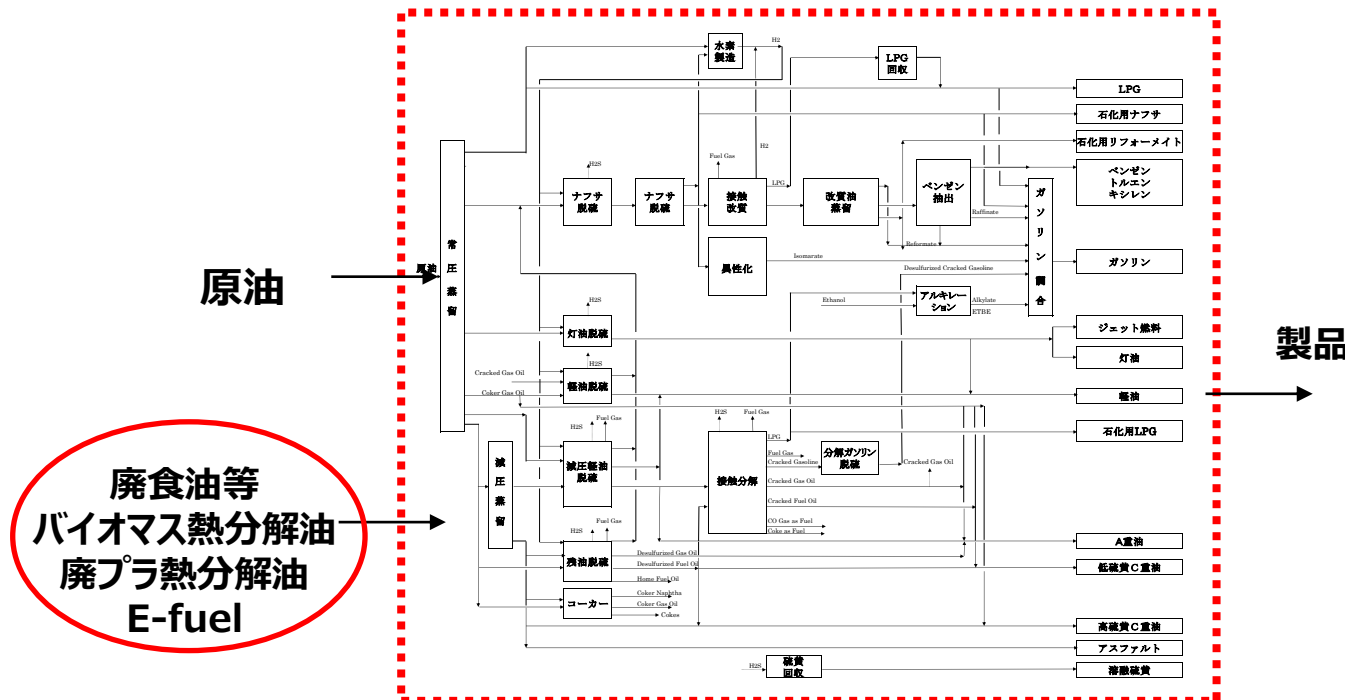 水素
製造
H2
LPG
回収
LPG
石化用ナフサ
石化用リフォーメイト
H2
Fuel Gas
H2S
ナフサ
脱硫
ナフサ
脱硫
接触
改質
LPG
改質油
蒸留
ベンゼン
抽出
Raffinate
Reformate
ベンゼン
トルエン
キシレン
ガソリン調合
ガソリン
常圧蒸留
原油
原油
異性化
Isomarate
Desulfurized Cracked Gasoline
Ethanol
アルキレー
ション
Alkylate
ETBE
H2S
灯油脱硫
ジェット燃料
灯油
製品
H2S
Cracked Gas Oil
軽油脱硫
Coker Gas Oil
軽油
Fuel Gas
H2S
減圧軽油
脱硫
減圧蒸留
H2S
Fuel Gas
接触分解
LPG
Fuel Gas
Cracked Gasoline
分解ガソリン
脱硫
Cracked Gas Oil
Cracked Gas Oil
Cracked Fuel Oil
CO Gas as Fuel
Coke as Fuel
石化用LPG
廃食油等
バイオマス熱分解油
廃プラ熱分解油
E-fuel
Fuel Gas
H2S
残油脱硫
Desulfurized Gas Oil
Desulfurized Fuel Oil
Home Fuel Oil
A重油
低硫黄C重油
コーカー
Coker Naphtha
Coker Gas Oil
Cokes
高硫黄C重油
アスファルト
H2S
硫黄
回収
溶融硫黄